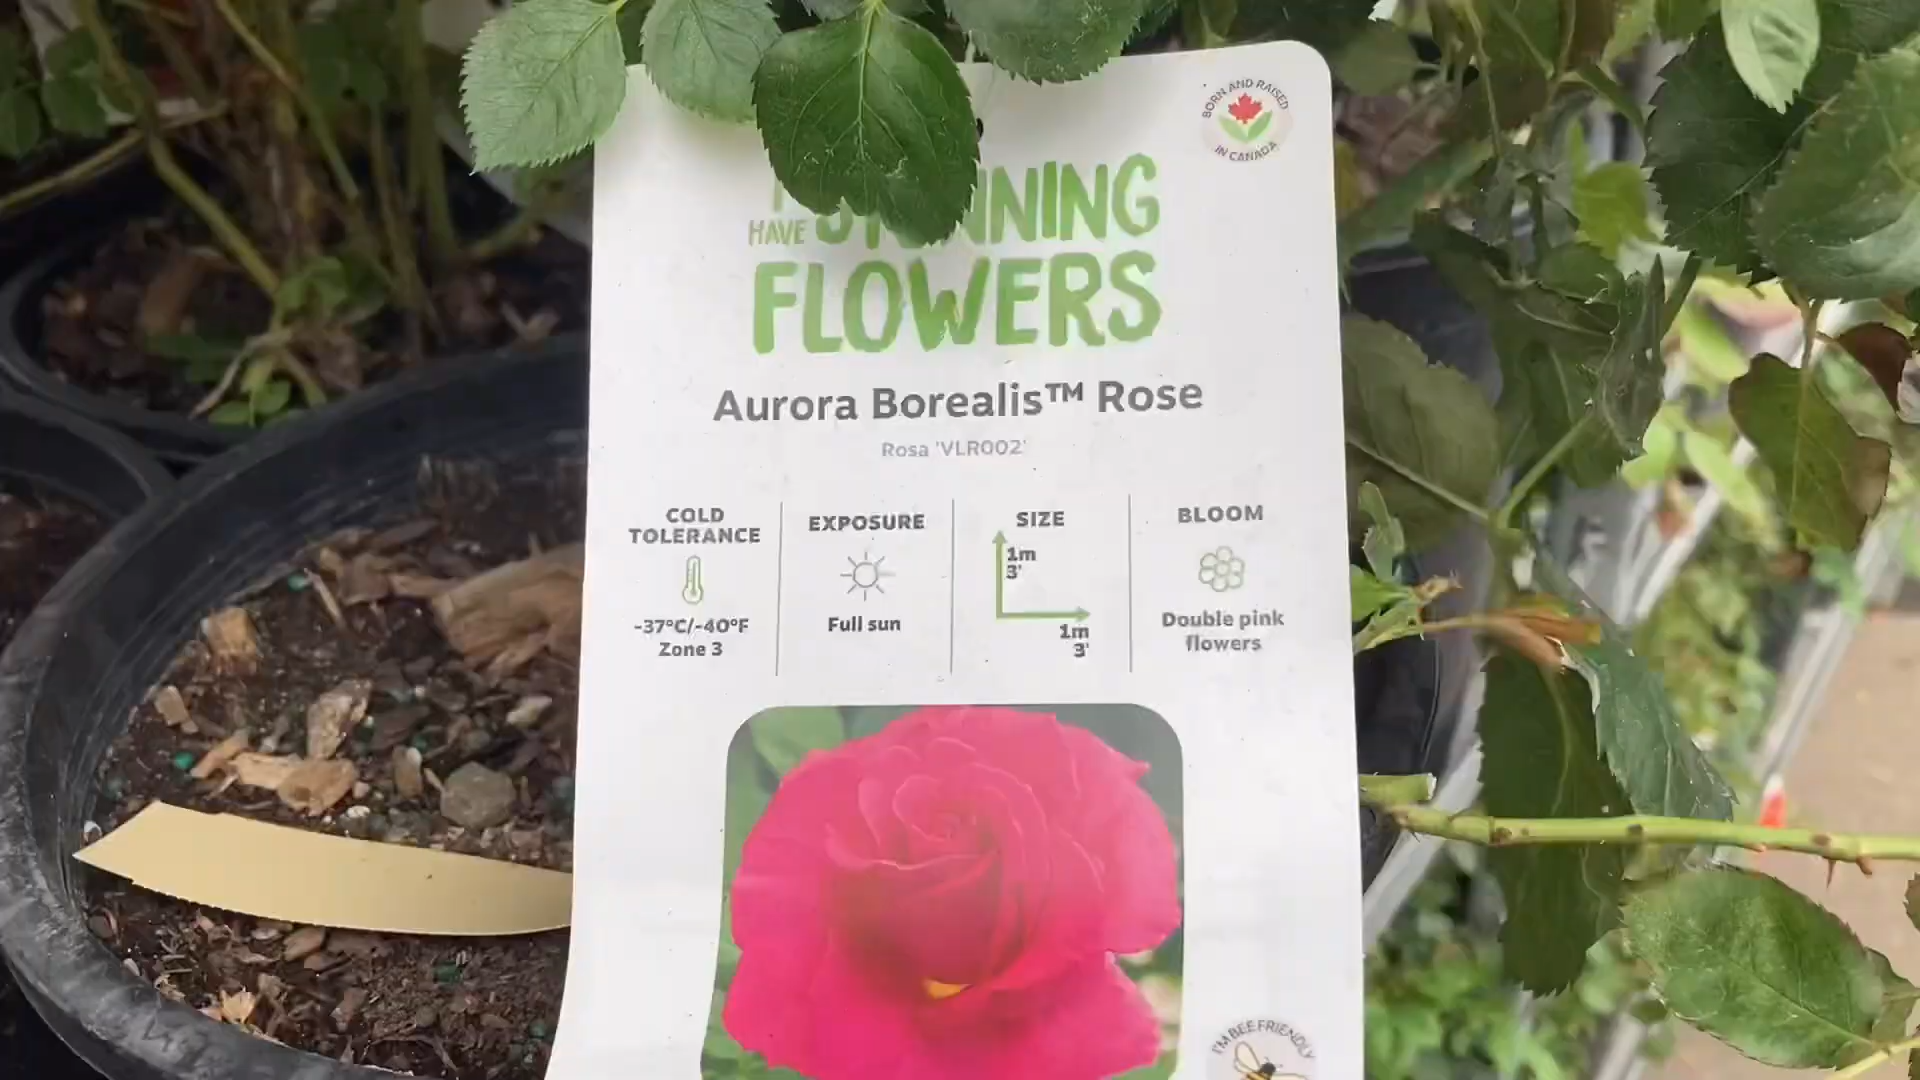 BORN AND RAISED
IN CANADA
HAVE STUNNING
FLOWERS
Aurora Borealis™ Rose
Rosa 'VLR002'
COLD
TOLERANCE
-37°C/-40°F
Zone 3
EXPOSURE
Full sun
SIZE
1m
3'
1m
3'
BLOOM
Double pink
flowers
I'M BEE FRIENDLY